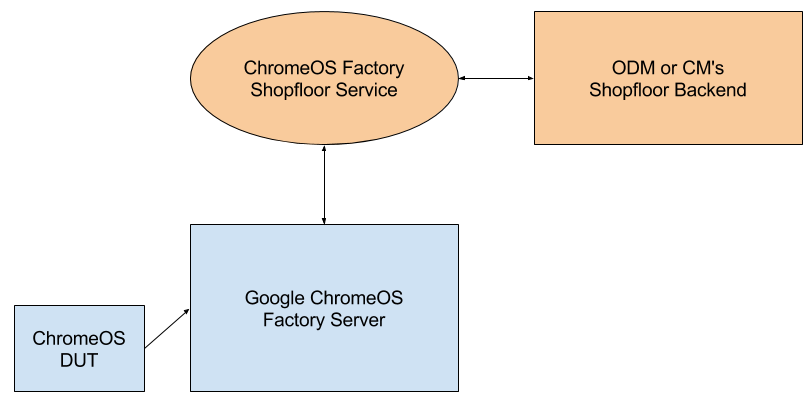 ChromeOS Factory
Shopfloor Service
ODM or CM's
Shopfloor Backend
Google ChromeOS
Factory Server
ChromeOS
DUT